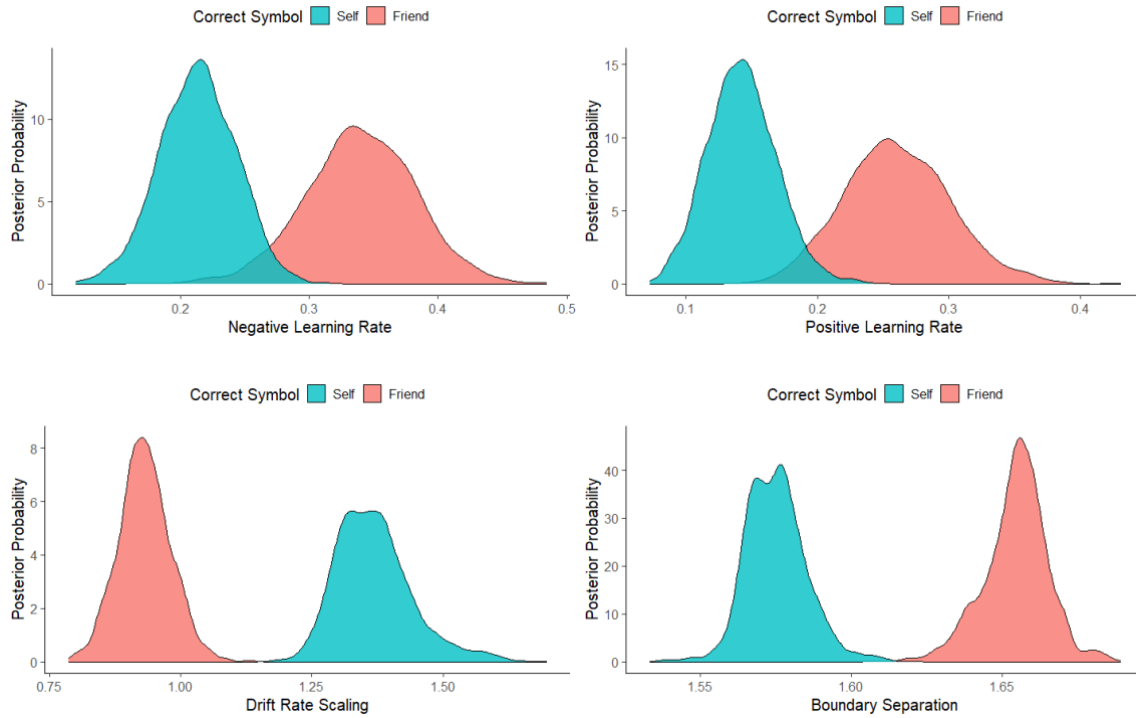 Correct Symbol Self Friend
Posterior Probability
10
5
0
0.2 0.3 0.4 0.5
Negative Learning Rate
Correct Symbol Self Friend
Posterior Probability
15
10
5
0
0.1 0.2 0.3 0.4
Positive Learning Rate
Correct Symbol Self Friend
Posterior Probability
8
6
4
2
0
0.75 1.00 1.25 1.50
Drift Rate Scaling
Correct Symbol Self Friend
Posterior Probability
40
30
20
10
0
1.55 1.60 1.65
Boundary Separation